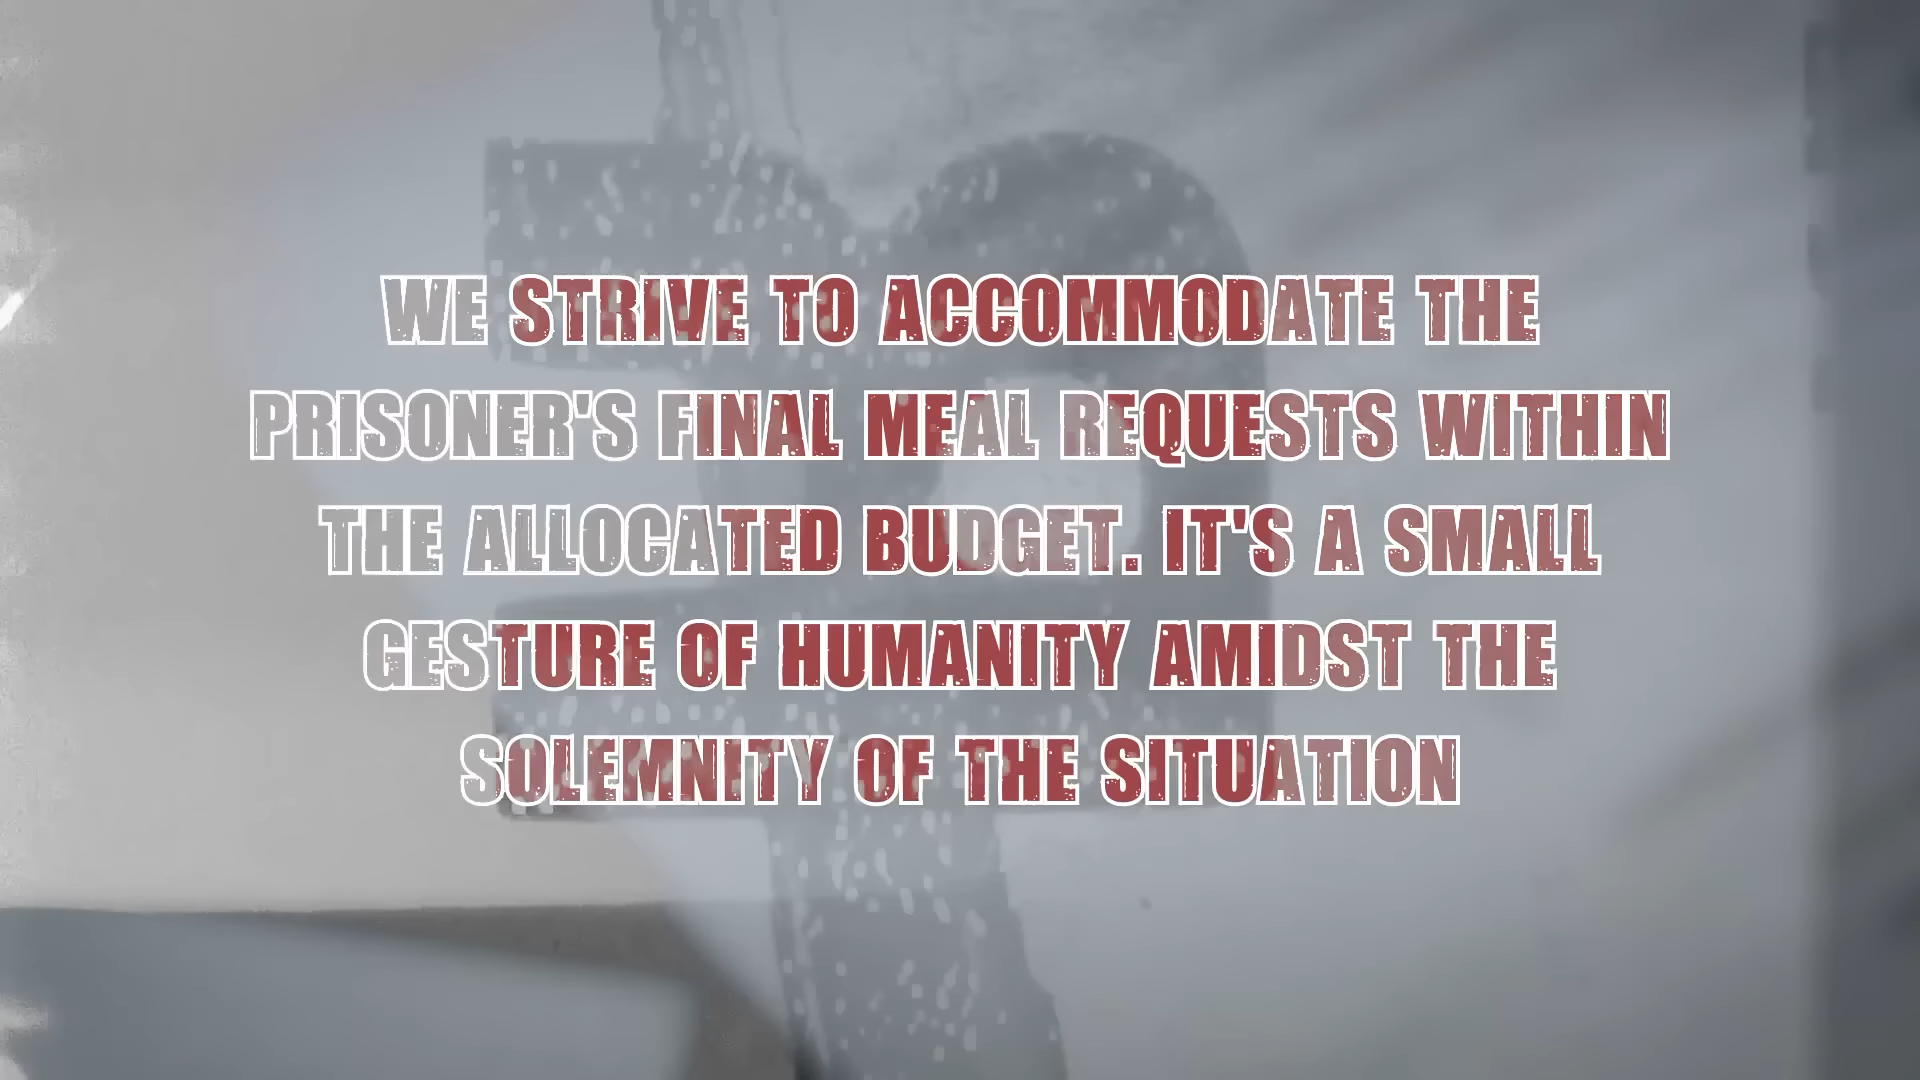 WE STRIVE TO ACCOMMODATE THE
PRISONER'S FINAL MEAL REQUESTS WITHIN
THE ALLOCATED BUDGET. IT'S A SMALL
GESTURE OF HUMANITY AMIDST THE
SOLEMNITY OF THE SITUATION